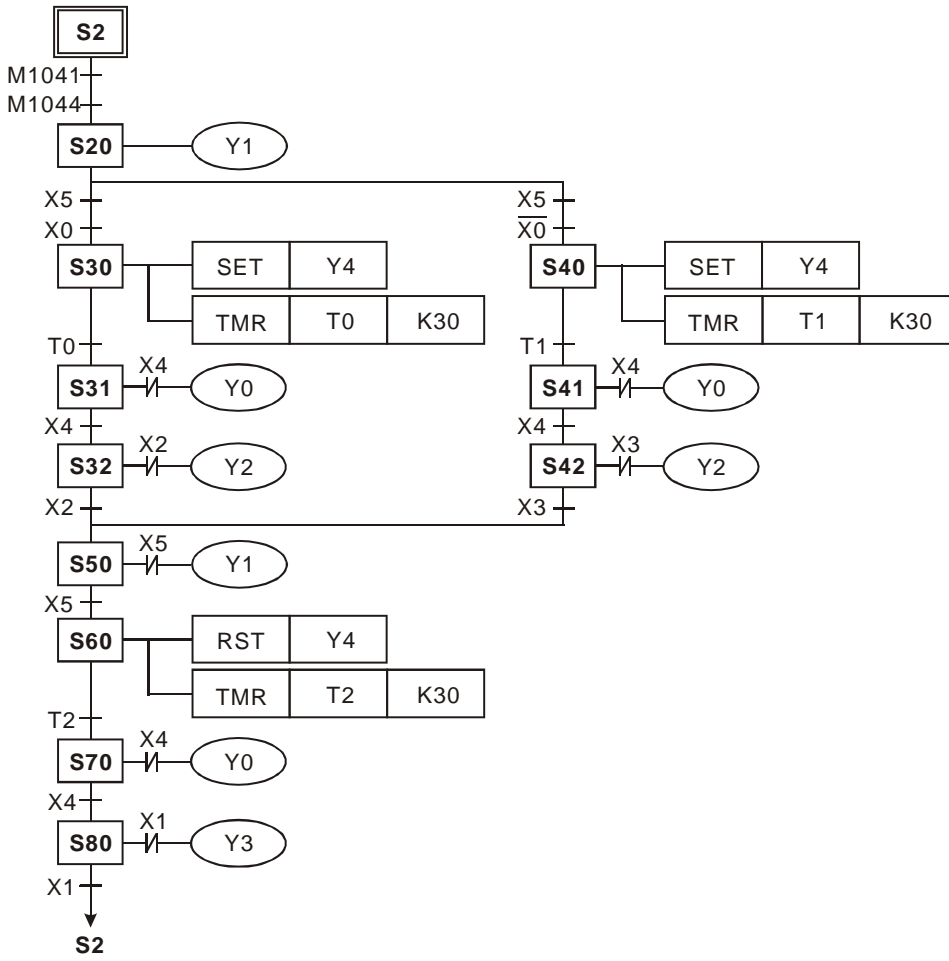 S2
M1041
M1044
S20 Y1
X5 X5
X0 X̅0̅
S30 SET Y4 S40 SET Y4
TMR T0 K30 TMR T1 K30
T0 T1
X4 X4
S31 Y0 S41 Y0
X4 X4
X2 X3
S32 Y2 S42 Y2
X2 X3
X5
S50 Y1
X5
S60 RST Y4
TMR T2 K30
T2
X4
S70 Y0
X4
X1
S80 Y3
X1
S2